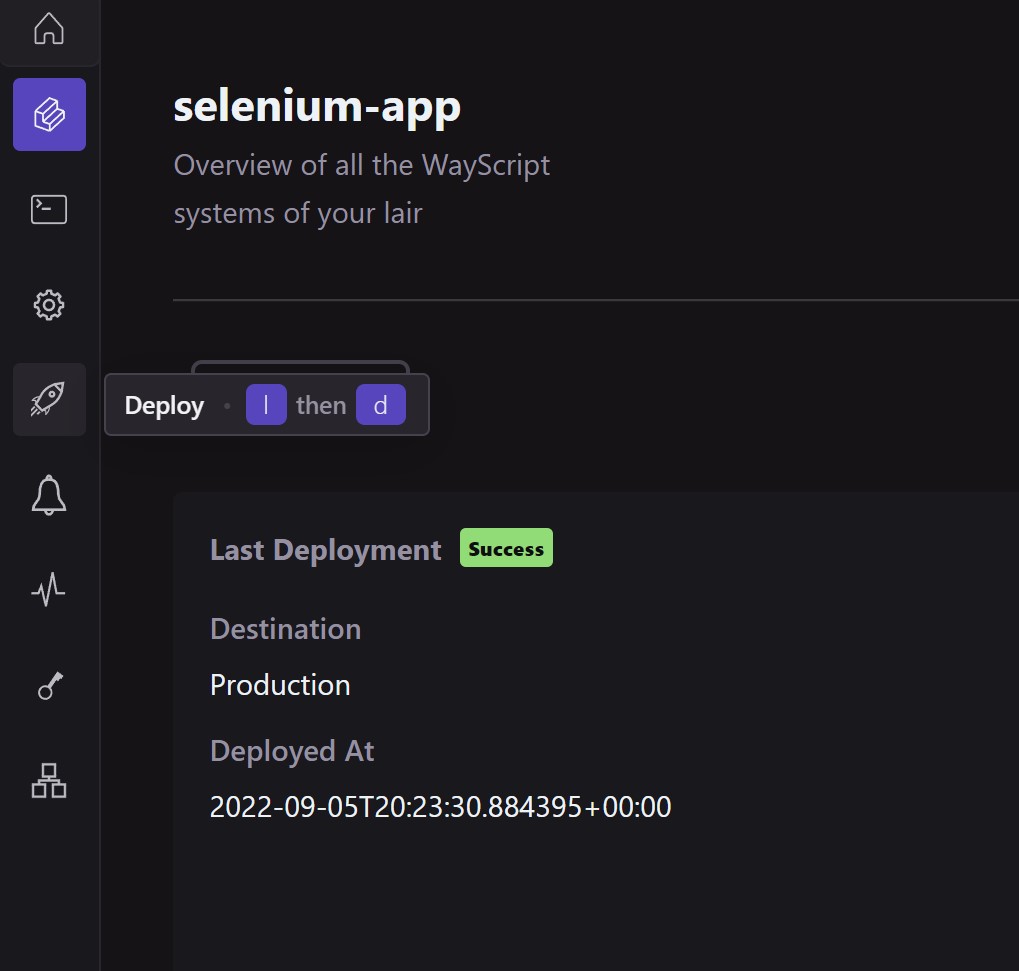 selenium-app
Overview of all the WayScript
systems of your lair
Deploy · l then d
Last Deployment Success
Destination
Production
Deployed At
2022-09-05T20:23:30.884395+00:00